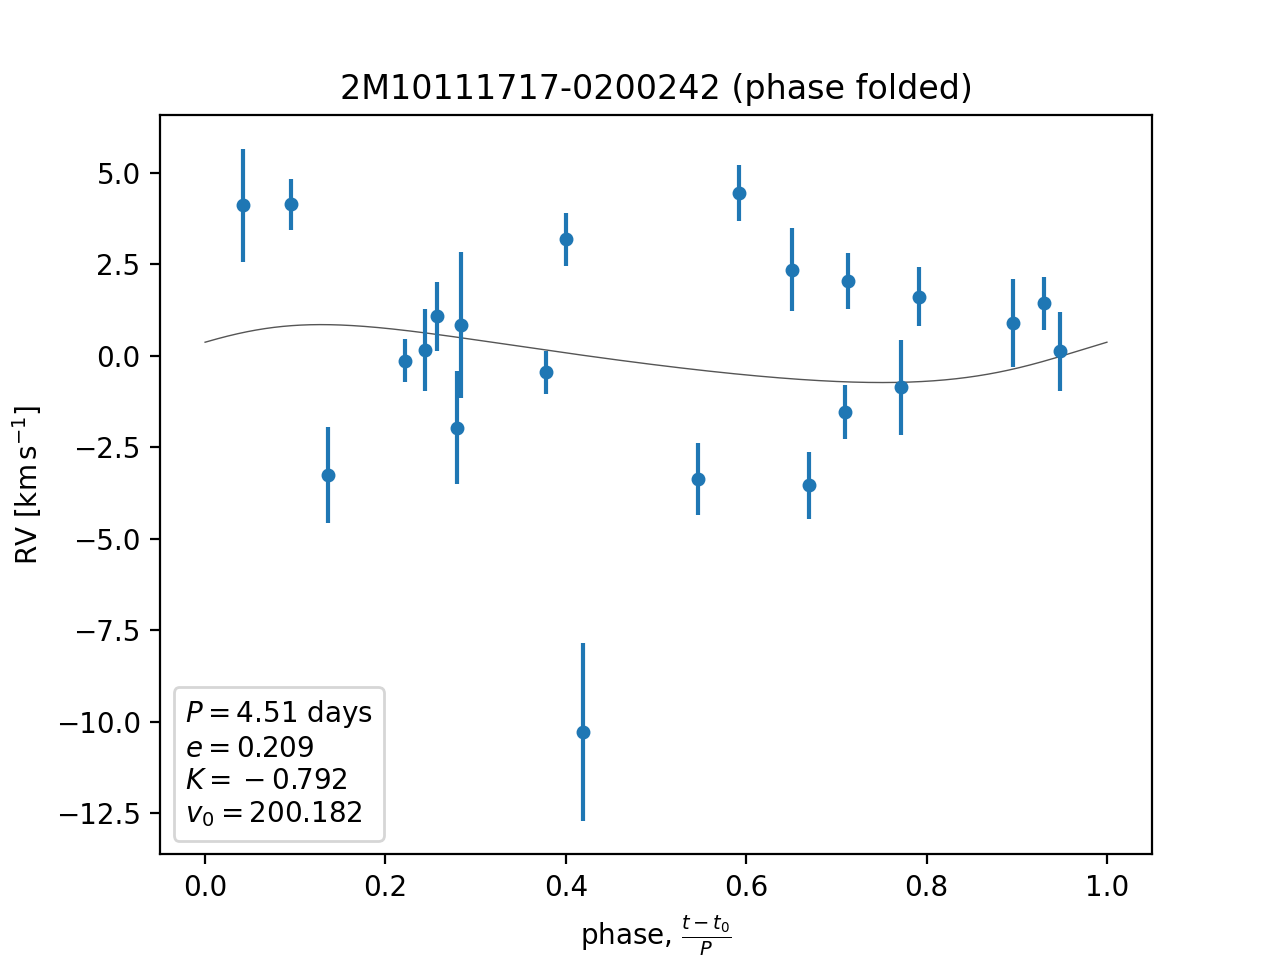 2M10111717-0200242 (phase folded)
RV [km s⁻¹]
5.0
2.5
0.0
−2.5
−5.0
−7.5
−10.0
−12.5
P = 4.51 days
e = 0.209
K = −0.792
v₀ = 200.182
0.0 0.2 0.4 0.6 0.8 1.0
phase, (t − t₀)/P